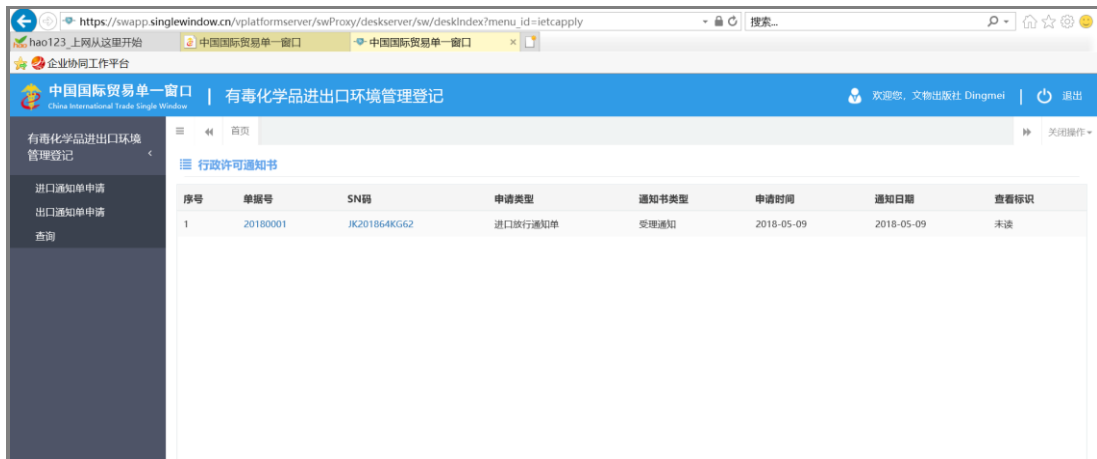 https://swapp.singlewindow.cn/vplatformserver/swProxy/deskserver/sw/deskIndex?menu_id=ietcapply 搜索...
hao123_上网从这里开始 中国国际贸易单一窗口 中国国际贸易单一窗口 ×
企业协同工作平台
中国国际贸易单一窗口 | 有毒化学品进出口环境管理登记 欢迎您, 文物出版社 Dingmei | 退出
China International Trade Single Window
有毒化学品进出口环境
管理登记
首页 关闭操作
行政许可通知书
进口通知单申请
出口通知单申请
查询
序号 单据号 SN码 申请类型 通知书类型 申请时间 通知日期 查看标识
1 20180001 JK201864KG62 进口放行通知单 受理通知 2018-05-09 2018-05-09 未读